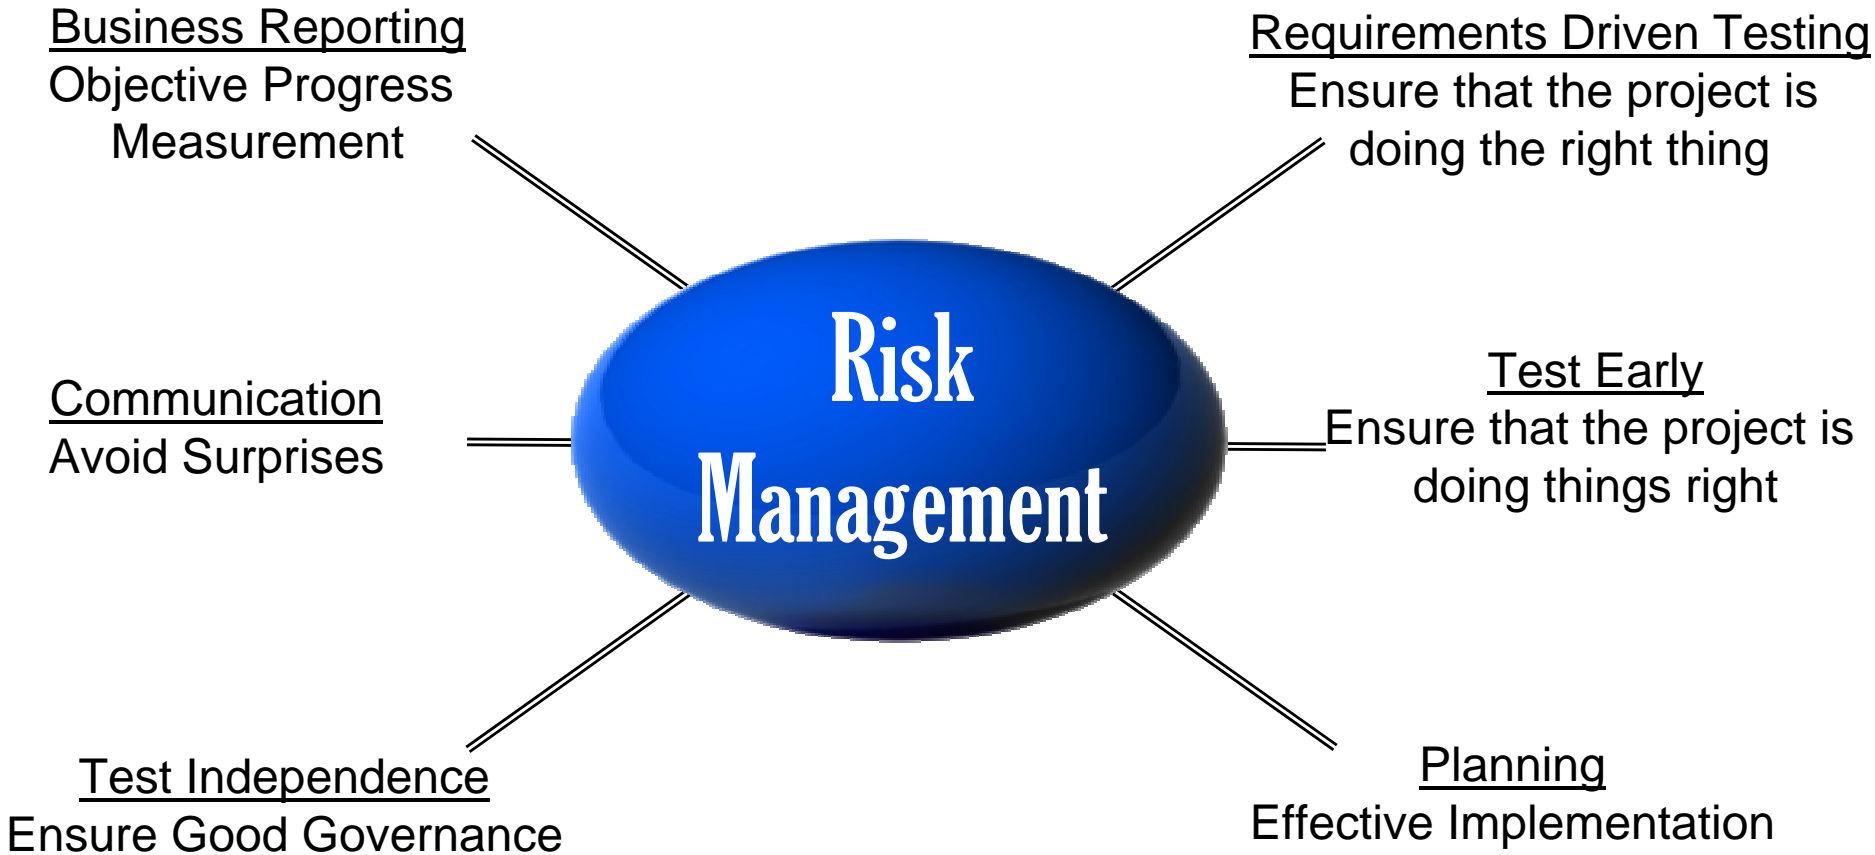 Business Reporting
Objective Progress
Measurement
Requirements Driven Testing
Ensure that the project is
doing the right thing
Risk
Management
Communication
Avoid Surprises
Test Early
Ensure that the project is
doing things right
Test Independence
Ensure Good Governance
Planning
Effective Implementation